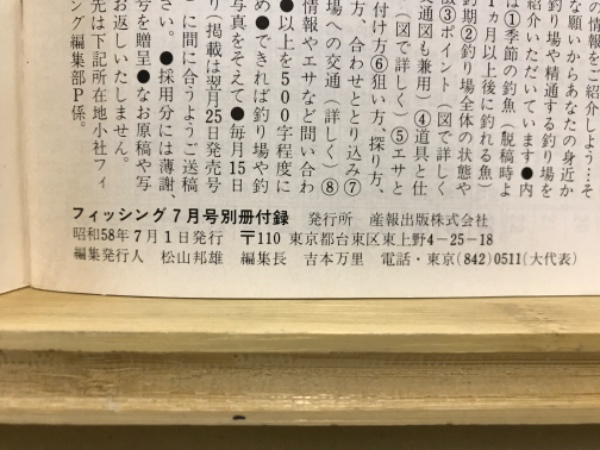 の情報をご紹介しよう…そ
な願いからあなたの身近か
釣り場や精通する釣り場を
紹介いただいています●内
は①季節の釣魚（脱稿時よ
1カ月以上後に釣れる魚）
釣期②釣り場全体の状態や
③ポイント（図で詳しく
交通図も兼用）④道具と仕
（図で詳しく）⑤エサと
付け方⑥狙い方、探り方、
方、合わせととり込み⑦
場への交通（詳しく）⑧
情報やエサなど問い合わ
●以上を500字程度に
め●できれば釣り場や釣
写真をそえて●毎月15日
り（掲載は翌月25日発売号
）に間に合うようご送稿
さい。●採用分には薄謝、
号を贈呈●なお原稿や写
お返しいたしません。
先は下記所在地小社フィ
ング編集部P係。
フィッシング7月号別冊付録 発行所 産報出版株式会社
昭和58年7月1日発行 〒110 東京都台東区東上野4-25-18
編集発行人 松山邦雄 編集長 吉本万里 電話・東京(842)0511(大代表)